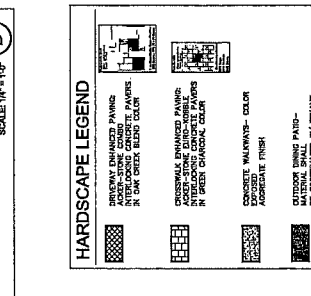 SCALE: 1/4" = 1'-0"
HARDSCAPE LEGEND
DRIVEWAY ENHANCED PAVING:
ACKER-STONE COMBO
INTERLOCKING CONCRETE PAVERS
IN OAK CREEK BLEND COLOR
CROSSWALK ENHANCED PAVING:
ACKER-STONE, EURO-KOBBLE
INTERLOCKING CONCRETE PAVERS
IN GREEN CHARCOAL COLOR
CONCRETE WALKWAYS- COLOR
EXPOSED
AGGREGATE FINISH
OUTDOOR DINING PATIO-
MATERIAL SHALL